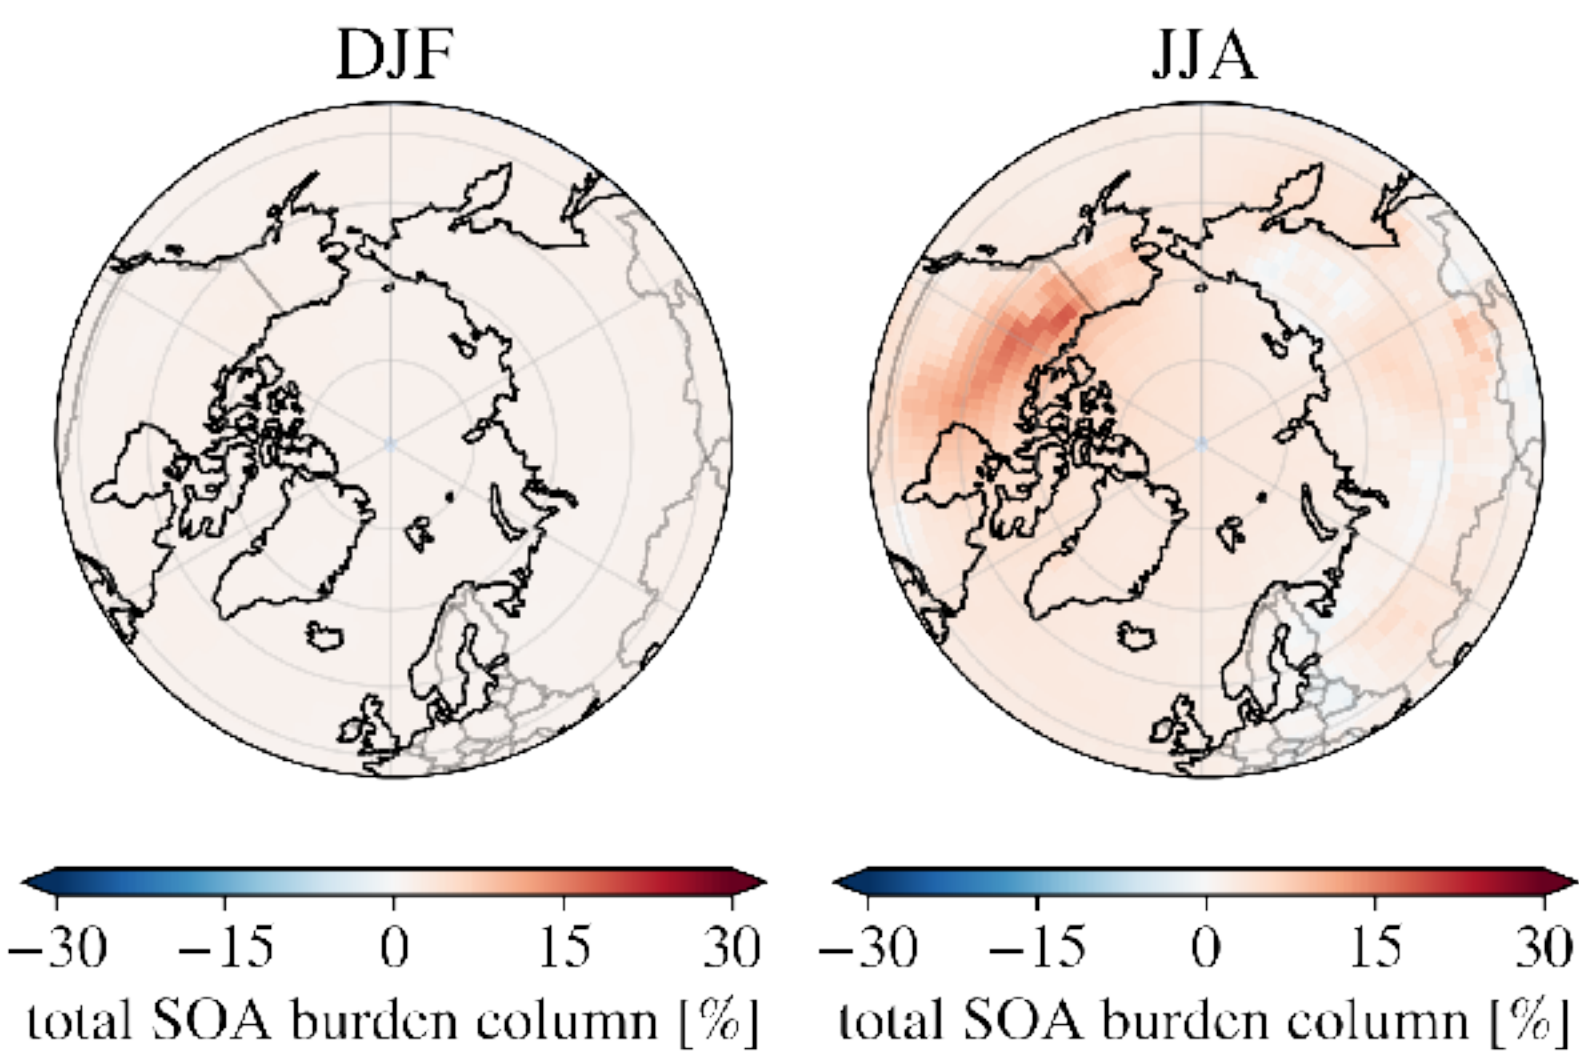 DJF JJA
−30 −15 0 15 30 −30 −15 0 15 30
total SOA burden column [%] total SOA burden column [%]